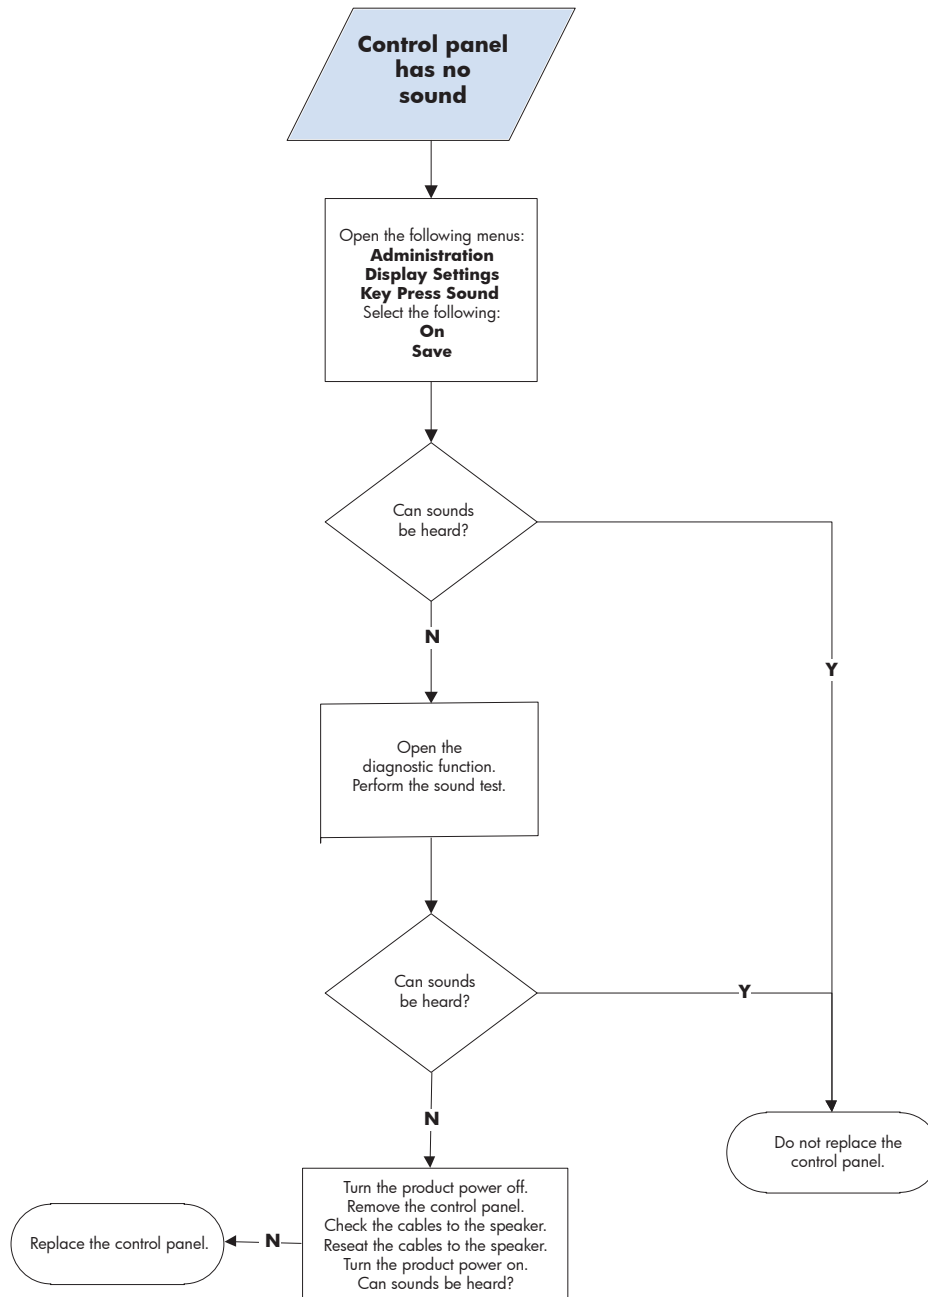 Control panel
has no
sound
Open the following menus:
Administration
Display Settings
Key Press Sound
Select the following:
On
Save
Can sounds
be heard?
N
Y
Open the
diagnostic function.
Perform the sound test.
Can sounds
be heard?
Y
N
Do not replace the
control panel.
Turn the product power off.
Remove the control panel.
Check the cables to the speaker.
Reseat the cables to the speaker.
Turn the product power on.
Can sounds be heard?
N
Replace the control panel.